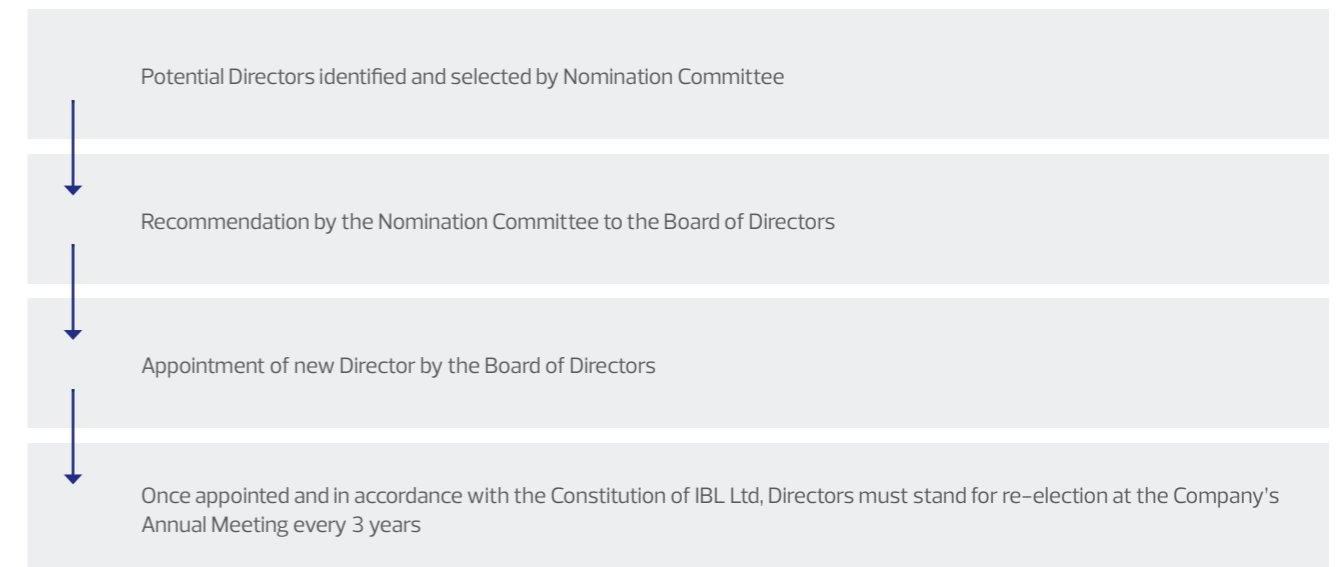 Potential Directors identified and selected by Nomination Committee
Recommendation by the Nomination Committee to the Board of Directors
Appointment of new Director by the Board of Directors
Once appointed and in accordance with the Constitution of IBL Ltd, Directors must stand for re-election at the Company’s
Annual Meeting every 3 years